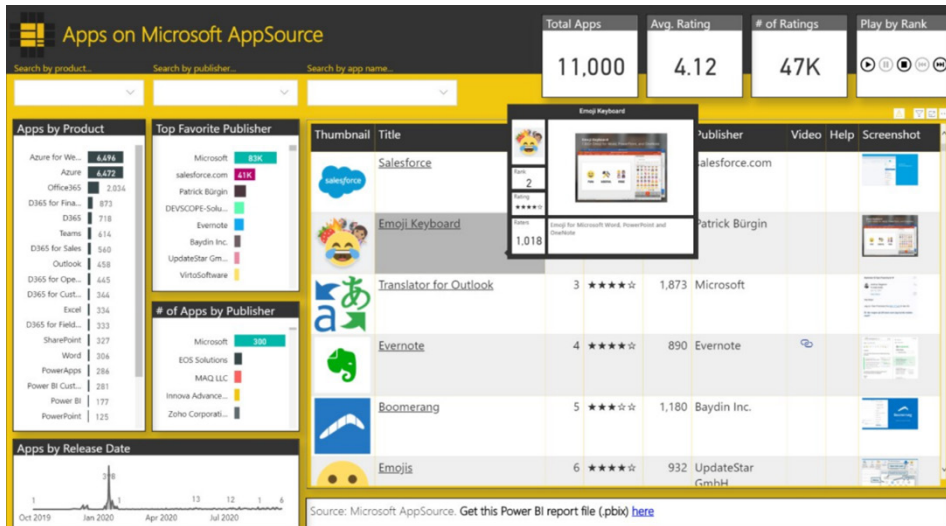 Apps on Microsoft AppSource
Total Apps
11,000
Avg. Rating
4.12
# of Ratings
47K
Play by Rank
Search by product...
Search by publisher...
Search by app name...
Apps by Product
Azure for We... 6,496
Azure 6,472
Office365 2,034
D365 for Fina... 873
D365 718
Teams 614
D365 for Sales 560
Outlook 458
D365 for Ope... 445
D365 for Cust... 344
Excel 334
D365 for Field... 333
SharePoint 327
Word 306
PowerApps 286
Power BI Cust... 281
Power BI 177
PowerPoint 125
Top Favorite Publisher
Microsoft 83K
salesforce.com 41K
Patrick Bürgin
DEVSCOPE-Solu...
Evernote
Baydin Inc.
UpdateStar Gm...
VirtoSoftware
# of Apps by Publisher
Microsoft 300
EOS Solutions
MAQ LLC
Innova Advance...
Zoho Corporati...
Apps by Release Date
1 1 13 12 1 6
Oct 2019 Jan 2020 Apr 2020 Jul 2020
Thumbnail Title Publisher Video Help Screenshot
salesforce Salesforce salesforce.com
Emoji Keyboard Patrick Bürgin
Translator for Outlook 3 ★★★★☆ 1,873 Microsoft
Evernote 4 ★★★★☆ 890 Evernote
Boomerang 5 ★★★☆☆ 1,180 Baydin Inc.
Emojis 6 ★★★★☆ 932 UpdateStar
GmbH
Emoji Keyboard
Rank
2
Rating
★★★★☆
Raters
1,018
Emoji for Microsoft Word, PowerPoint and
OneNote
Source: Microsoft AppSource. Get this Power BI report file (.pbix) here